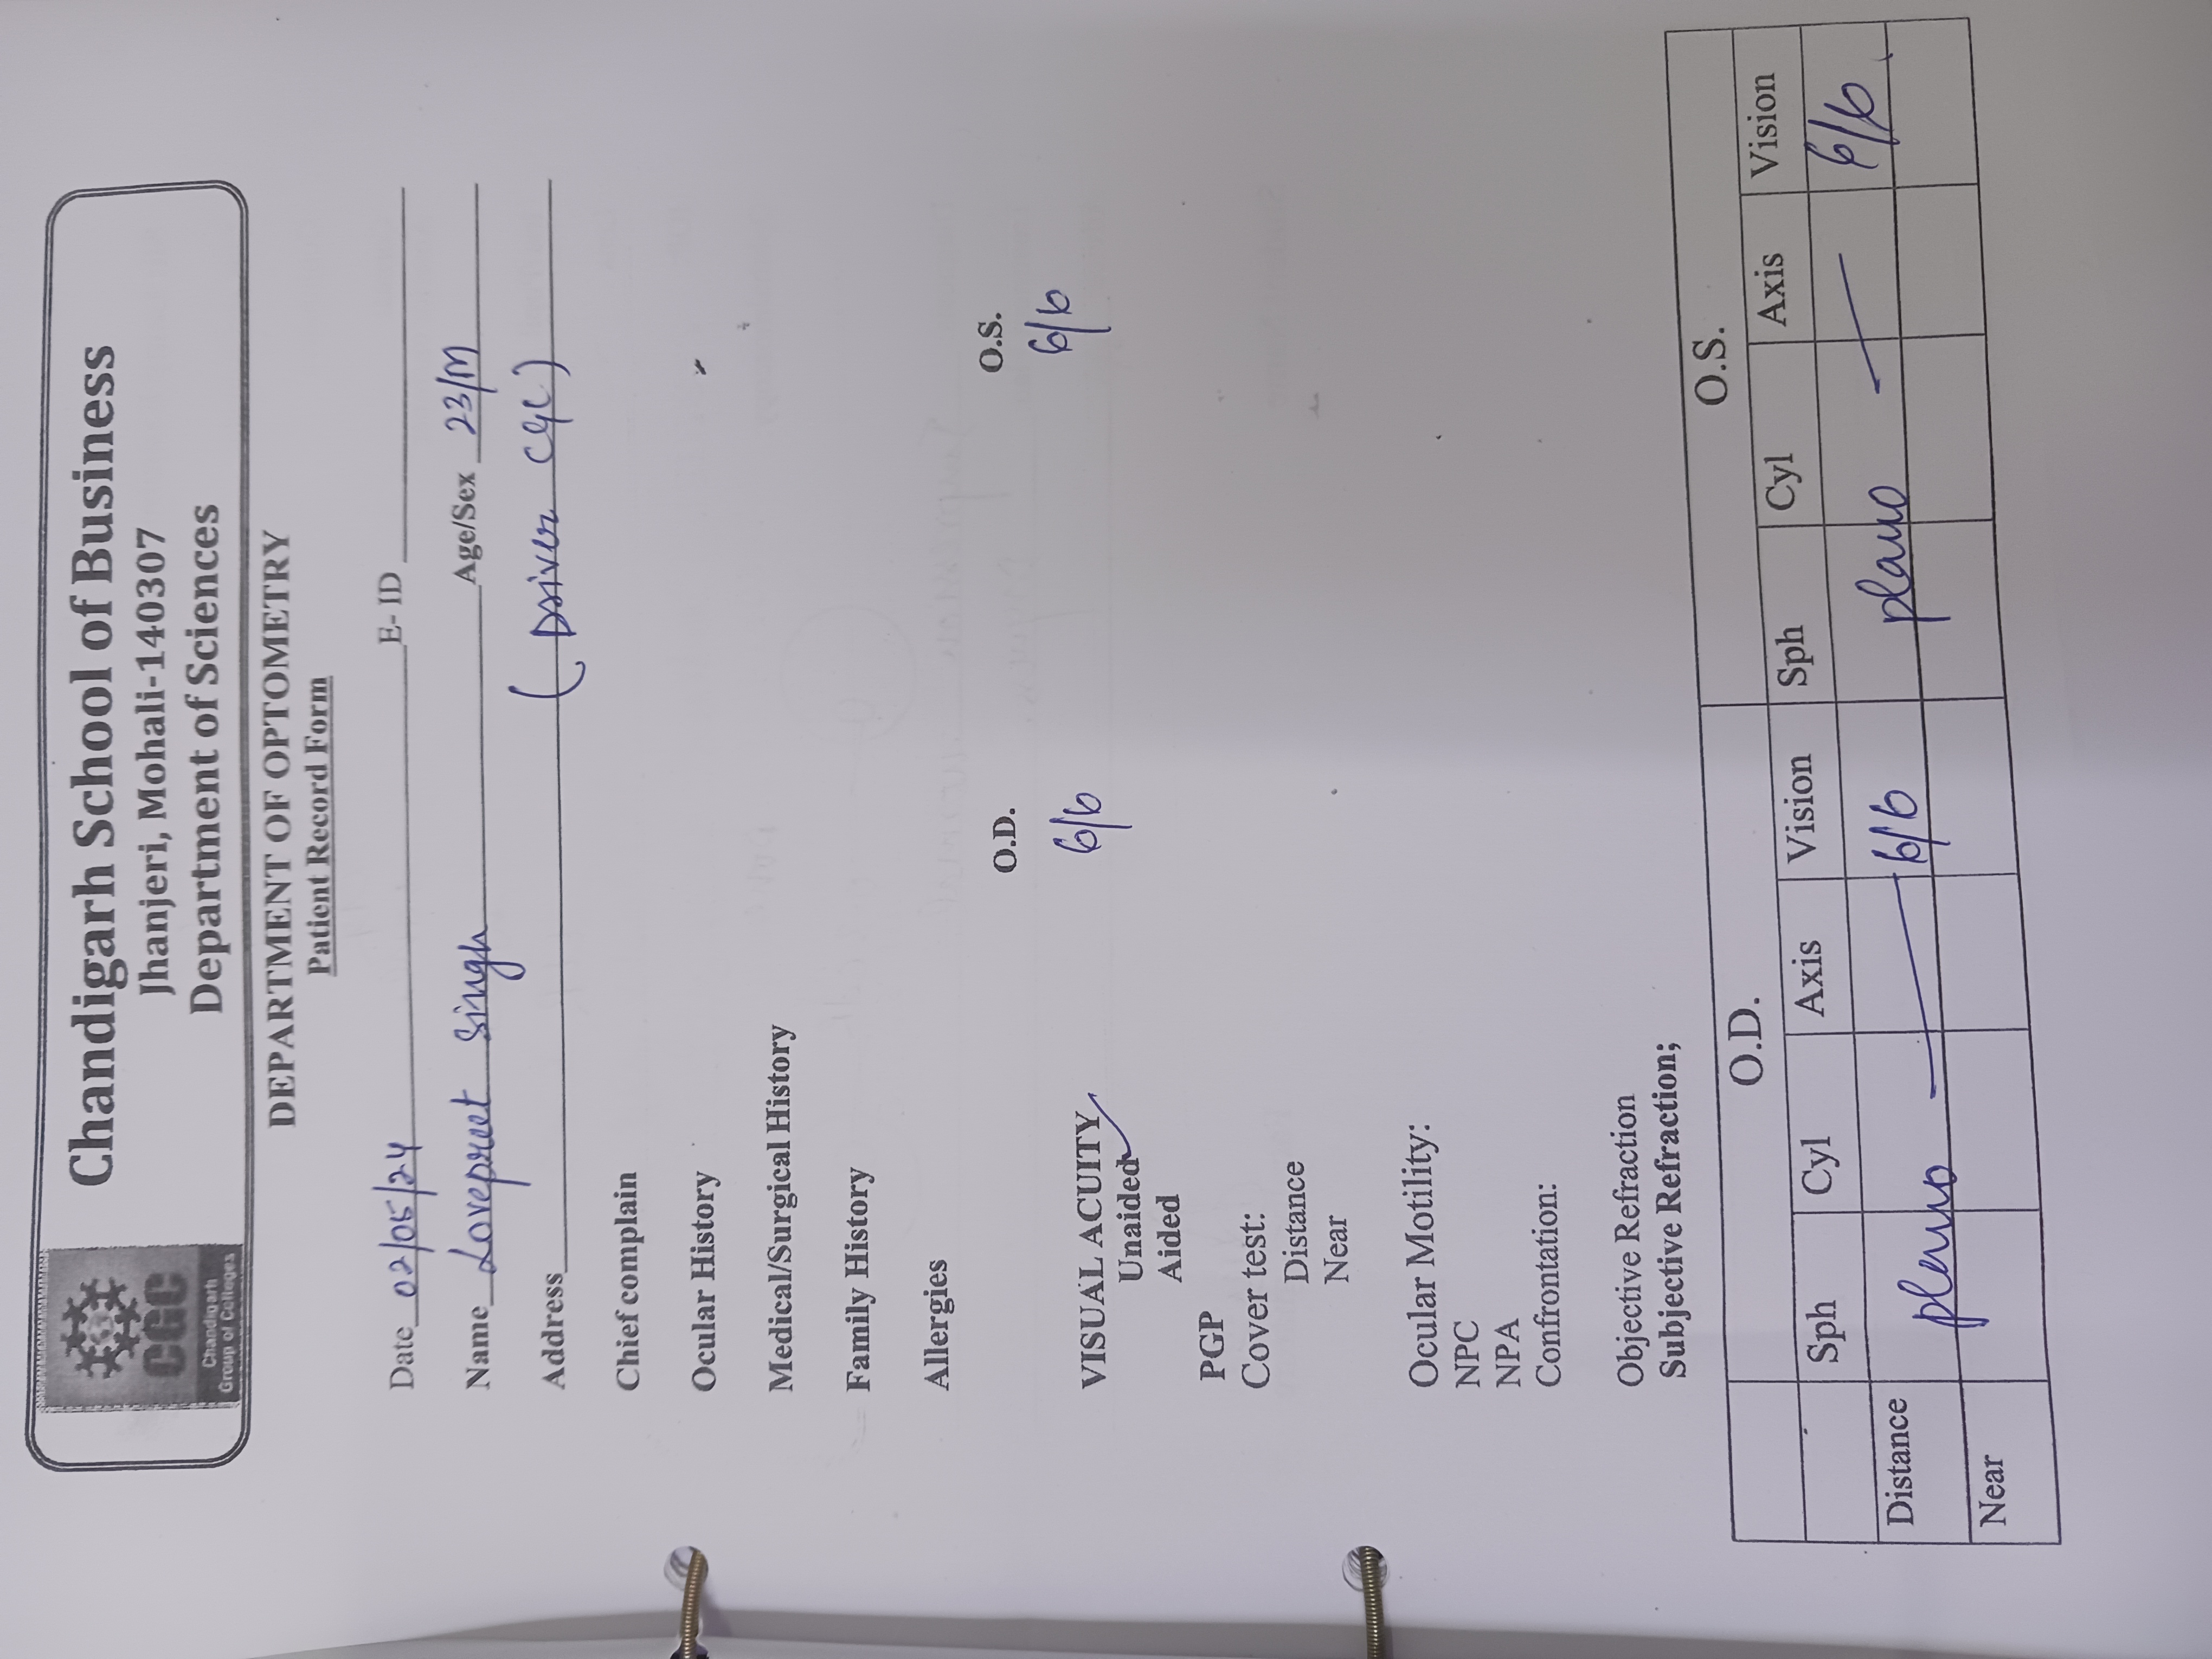 CGC
Chandigarh
Group of Colleges
Chandigarh School of Business
Jhanjeri, Mohali-140307
Department of Sciences
DEPARTMENT OF OPTOMETRY
Patient Record Form
Date 02/05/24 E- ID
Name Lovepreet Singh Age/Sex 23/M
Address (Driver CGC)
Chief complain
Ocular History
Medical/Surgical History
Family History
Allergies
O.D. O.S.
VISUAL ACUITY 6/6 6/6
Unaided
Aided
PGP
Cover test:
Distance
Near
Ocular Motility:
NPC
NPA
Confrontation:
Objective Refraction
Subjective Refraction;
O.D. O.S.
Sph Cyl Axis Vision Sph Cyl Axis Vision
Distance plano — 6/6 plano — 6/6
Near